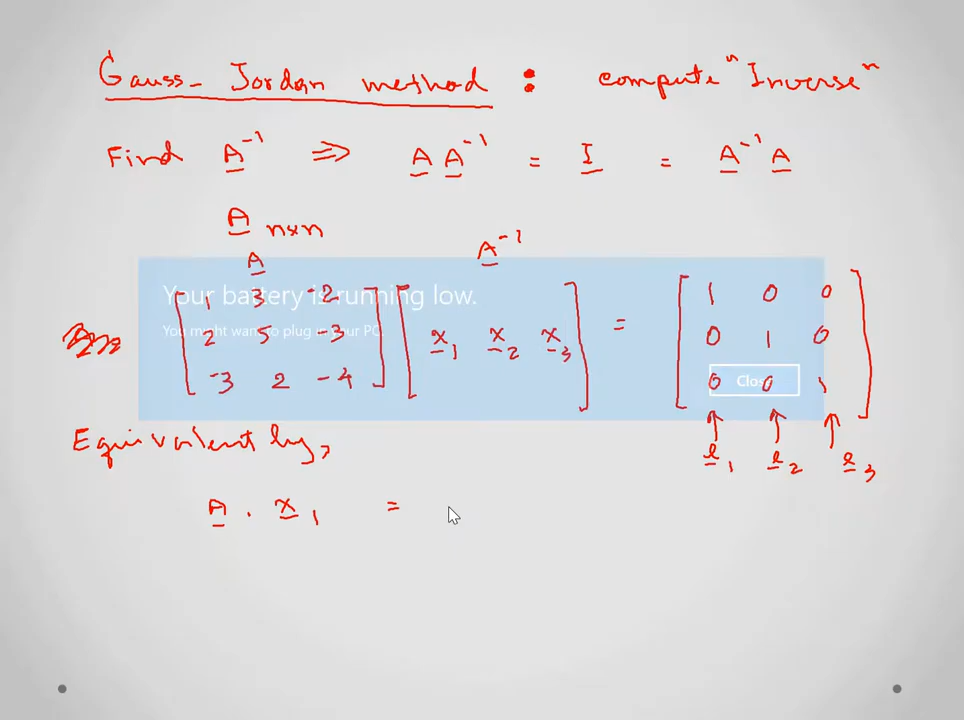 Gauss-Jordan method : compute "Inverse"
Find A⁻¹ ⇒ A A⁻¹ = I = A⁻¹ A
A n×n
A A⁻¹
Your battery is running low.
You might want to plug in your PC.
1 3 -2 1 0 0
2 5 -3 x₁ x₂ x₃ = 0 1 0
-3 2 -4 0 0 1
Close
Equivalently,
e₁ e₂ e₃
A · x₁ =